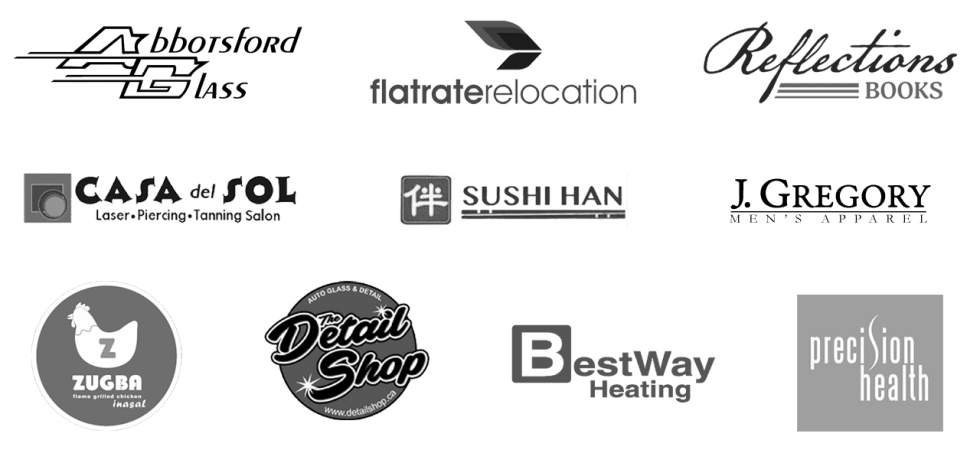 Abbotsford
Glass
flatraterelocation
Reflections
BOOKS
CASA del SOL
Laser•Piercing•Tanning Salon
伴 SUSHI HAN
J. GREGORY
MEN'S APPAREL
Z
ZUGBA
flame grilled chicken
inasal
AUTO GLASS & DETAIL
The
Detail
Shop
www.detailshop.ca
BestWay
Heating
precision
health